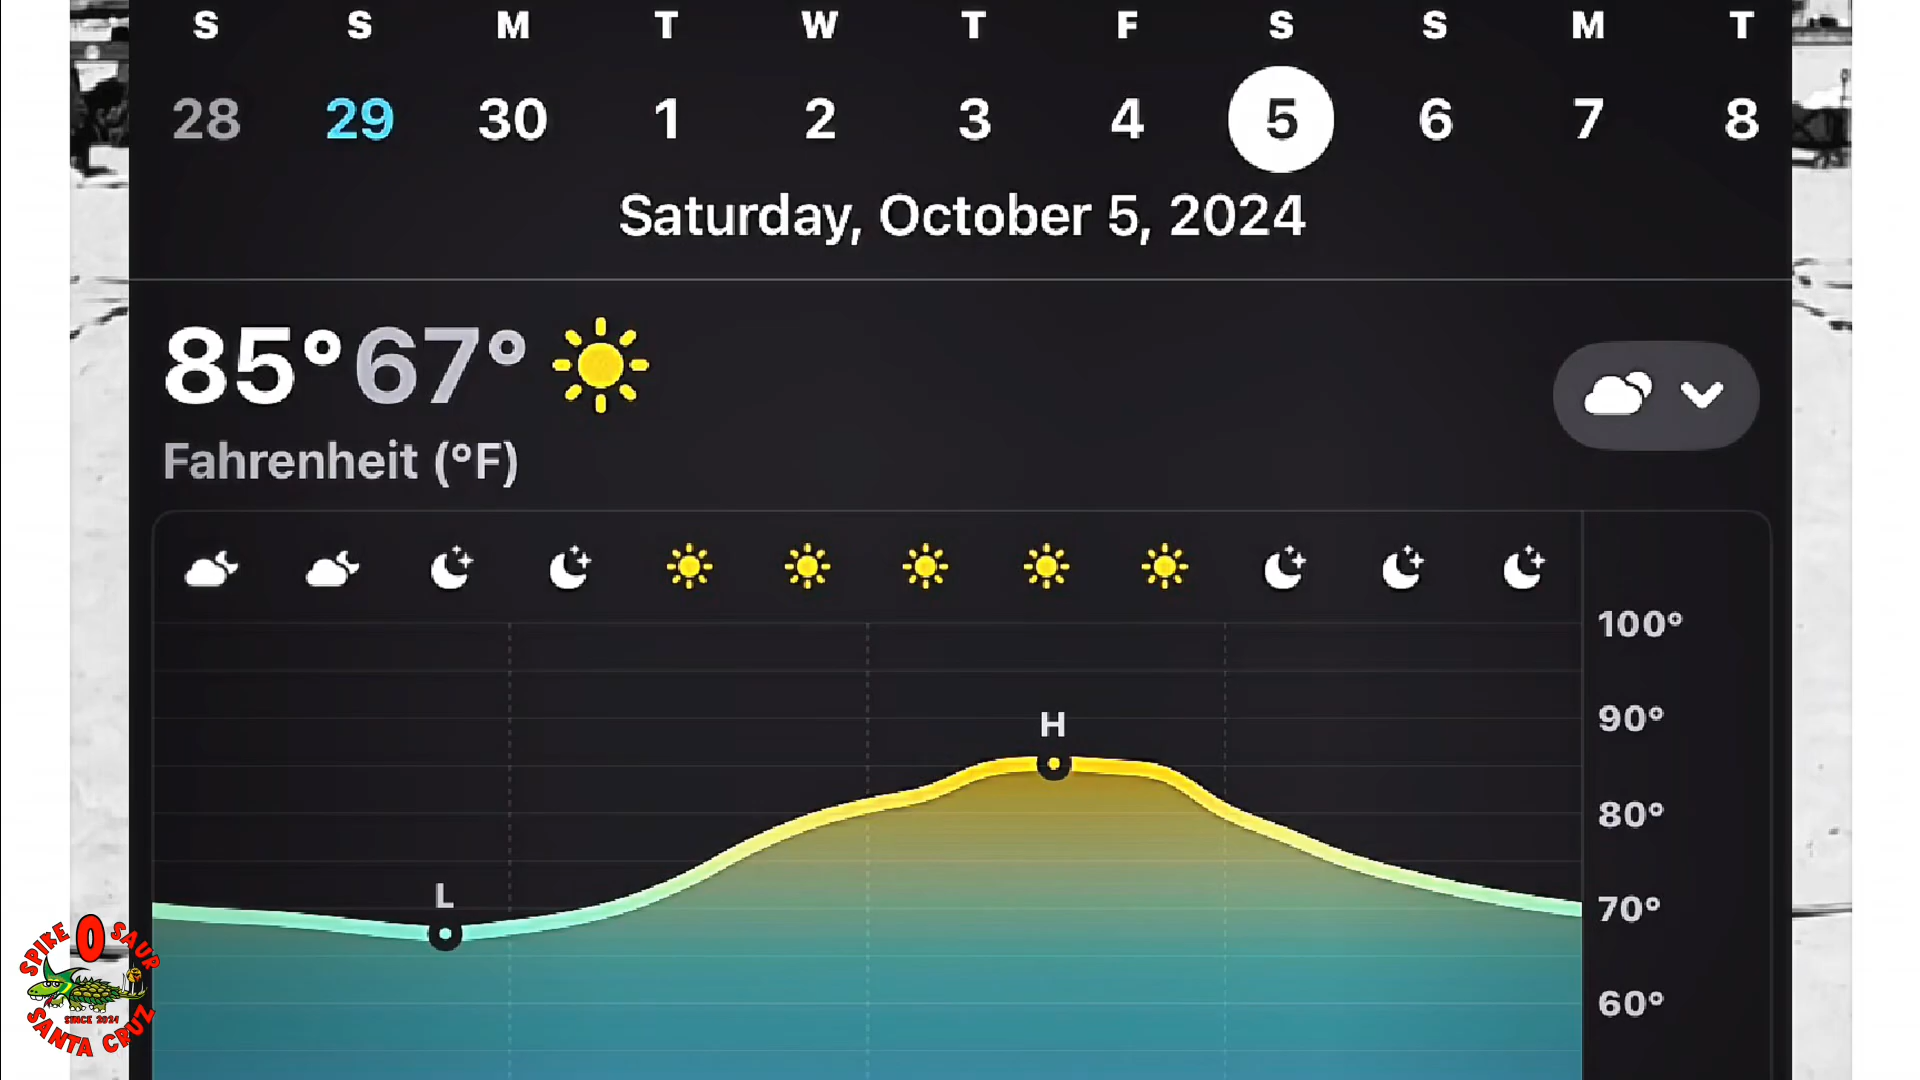 S S M T W T F S S M T
28 29 30 1 2 3 4 5 6 7 8
Saturday, October 5, 2024
85° 67°
Fahrenheit (°F)
100°
H
90°
80°
L
70°
60°
SPIKE O SAUR
SINCE 2024
SANTA CRUZ